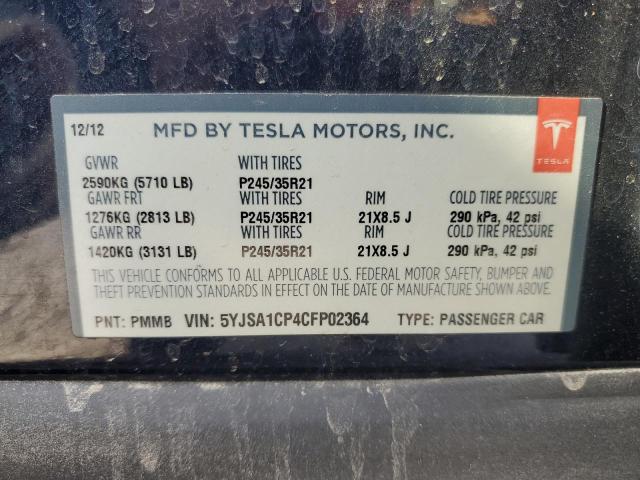 12/12 MFD BY TESLA MOTORS, INC.
TESLA
GVWR WITH TIRES
2590KG (5710 LB) P245/35R21
GAWR FRT WITH TIRES RIM COLD TIRE PRESSURE
1276KG (2813 LB) P245/35R21 21X8.5 J 290 kPa, 42 psi
GAWR RR WITH TIRES RIM COLD TIRE PRESSURE
1420KG (3131 LB) P245/35R21 21X8.5 J 290 kPa, 42 psi
THIS VEHICLE CONFORMS TO ALL APPLICABLE U.S. FEDERAL MOTOR SAFETY, BUMPER AND
THEFT PREVENTION STANDARDS IN EFFECT ON THE DATE OF MANUFACTURE SHOWN ABOVE.
PNT: PMMB VIN: 5YJSA1CP4CFP02364 TYPE: PASSENGER CAR